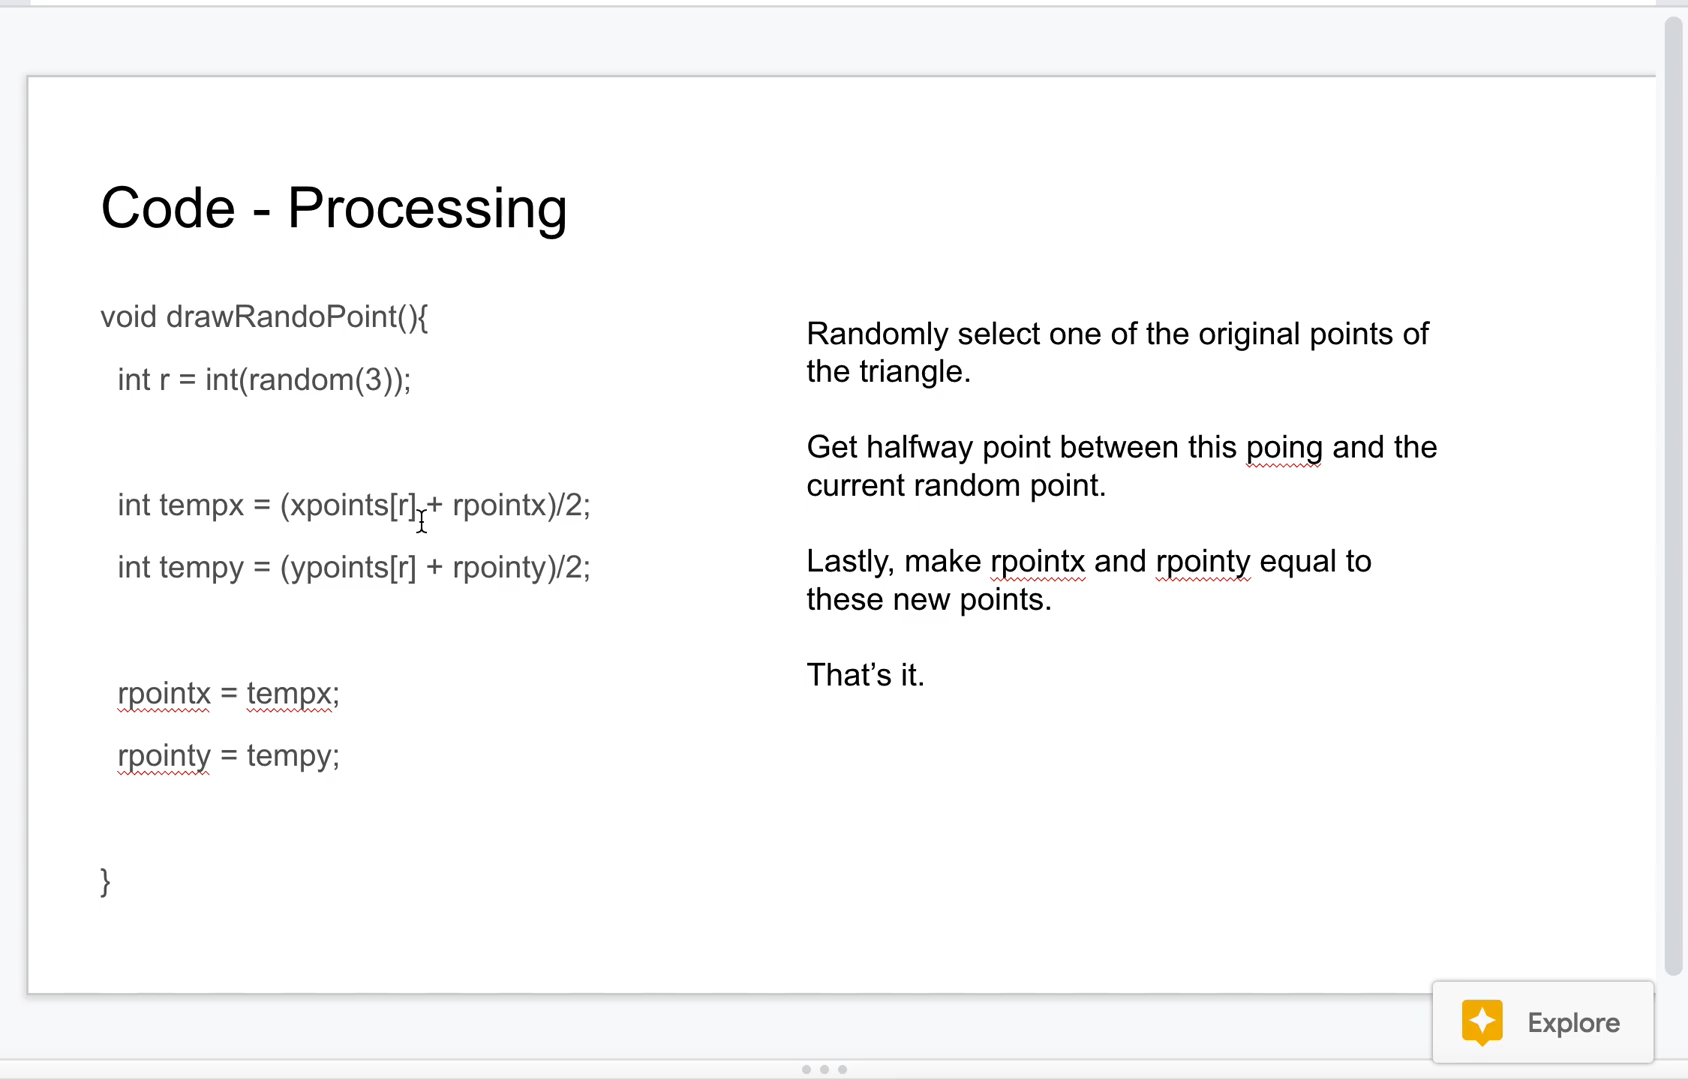 Code - Processing
void drawRandoPoint(){
int r = int(random(3));
int tempx = (xpoints[r] + rpointx)/2;
int tempy = (ypoints[r] + rpointy)/2;
rpointx = tempx;
rpointy = tempy;
}
Randomly select one of the original points of
the triangle.
Get halfway point between this poing and the
current random point.
Lastly, make rpointx and rpointy equal to
these new points.
That’s it.
Explore